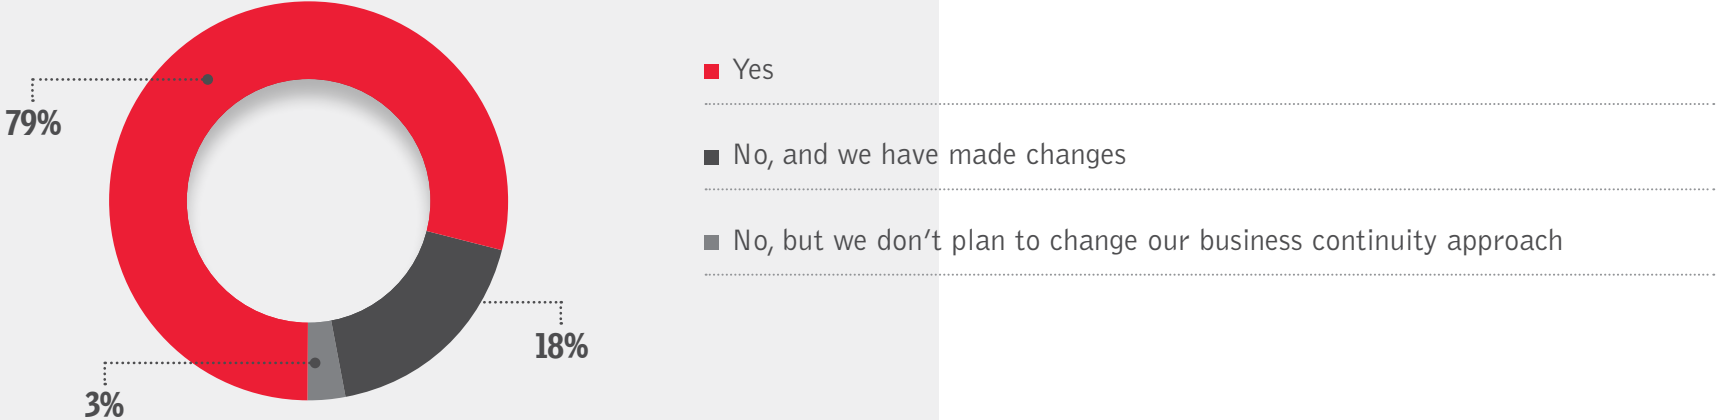 79%
18%
3%
Yes
No, and we have made changes
No, but we don't plan to change our business continuity approach